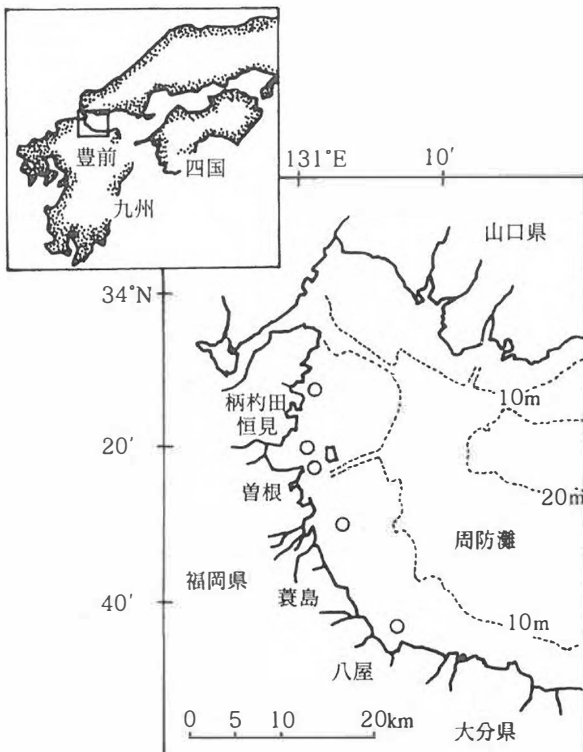 豊前
四国
九州
131°E
10′
山口県
34°N
10m
柄杓田
恒見
20′
20m
曽根
周防灘
福岡県
蓑島
40′
10m
八屋
0 5 10 20km
大分県